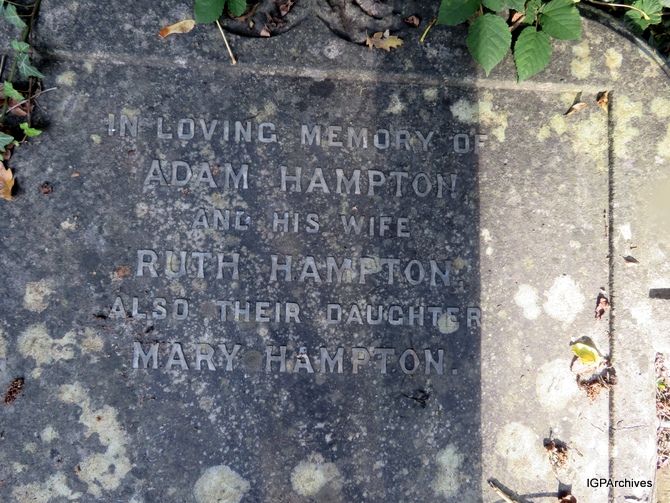 IN LOVING MEMORY OF
ADAM HAMPTON
AND HIS WIFE
RUTH HAMPTON
ALSO THEIR DAUGHTER
MARY HAMPTON.
IGPArchives